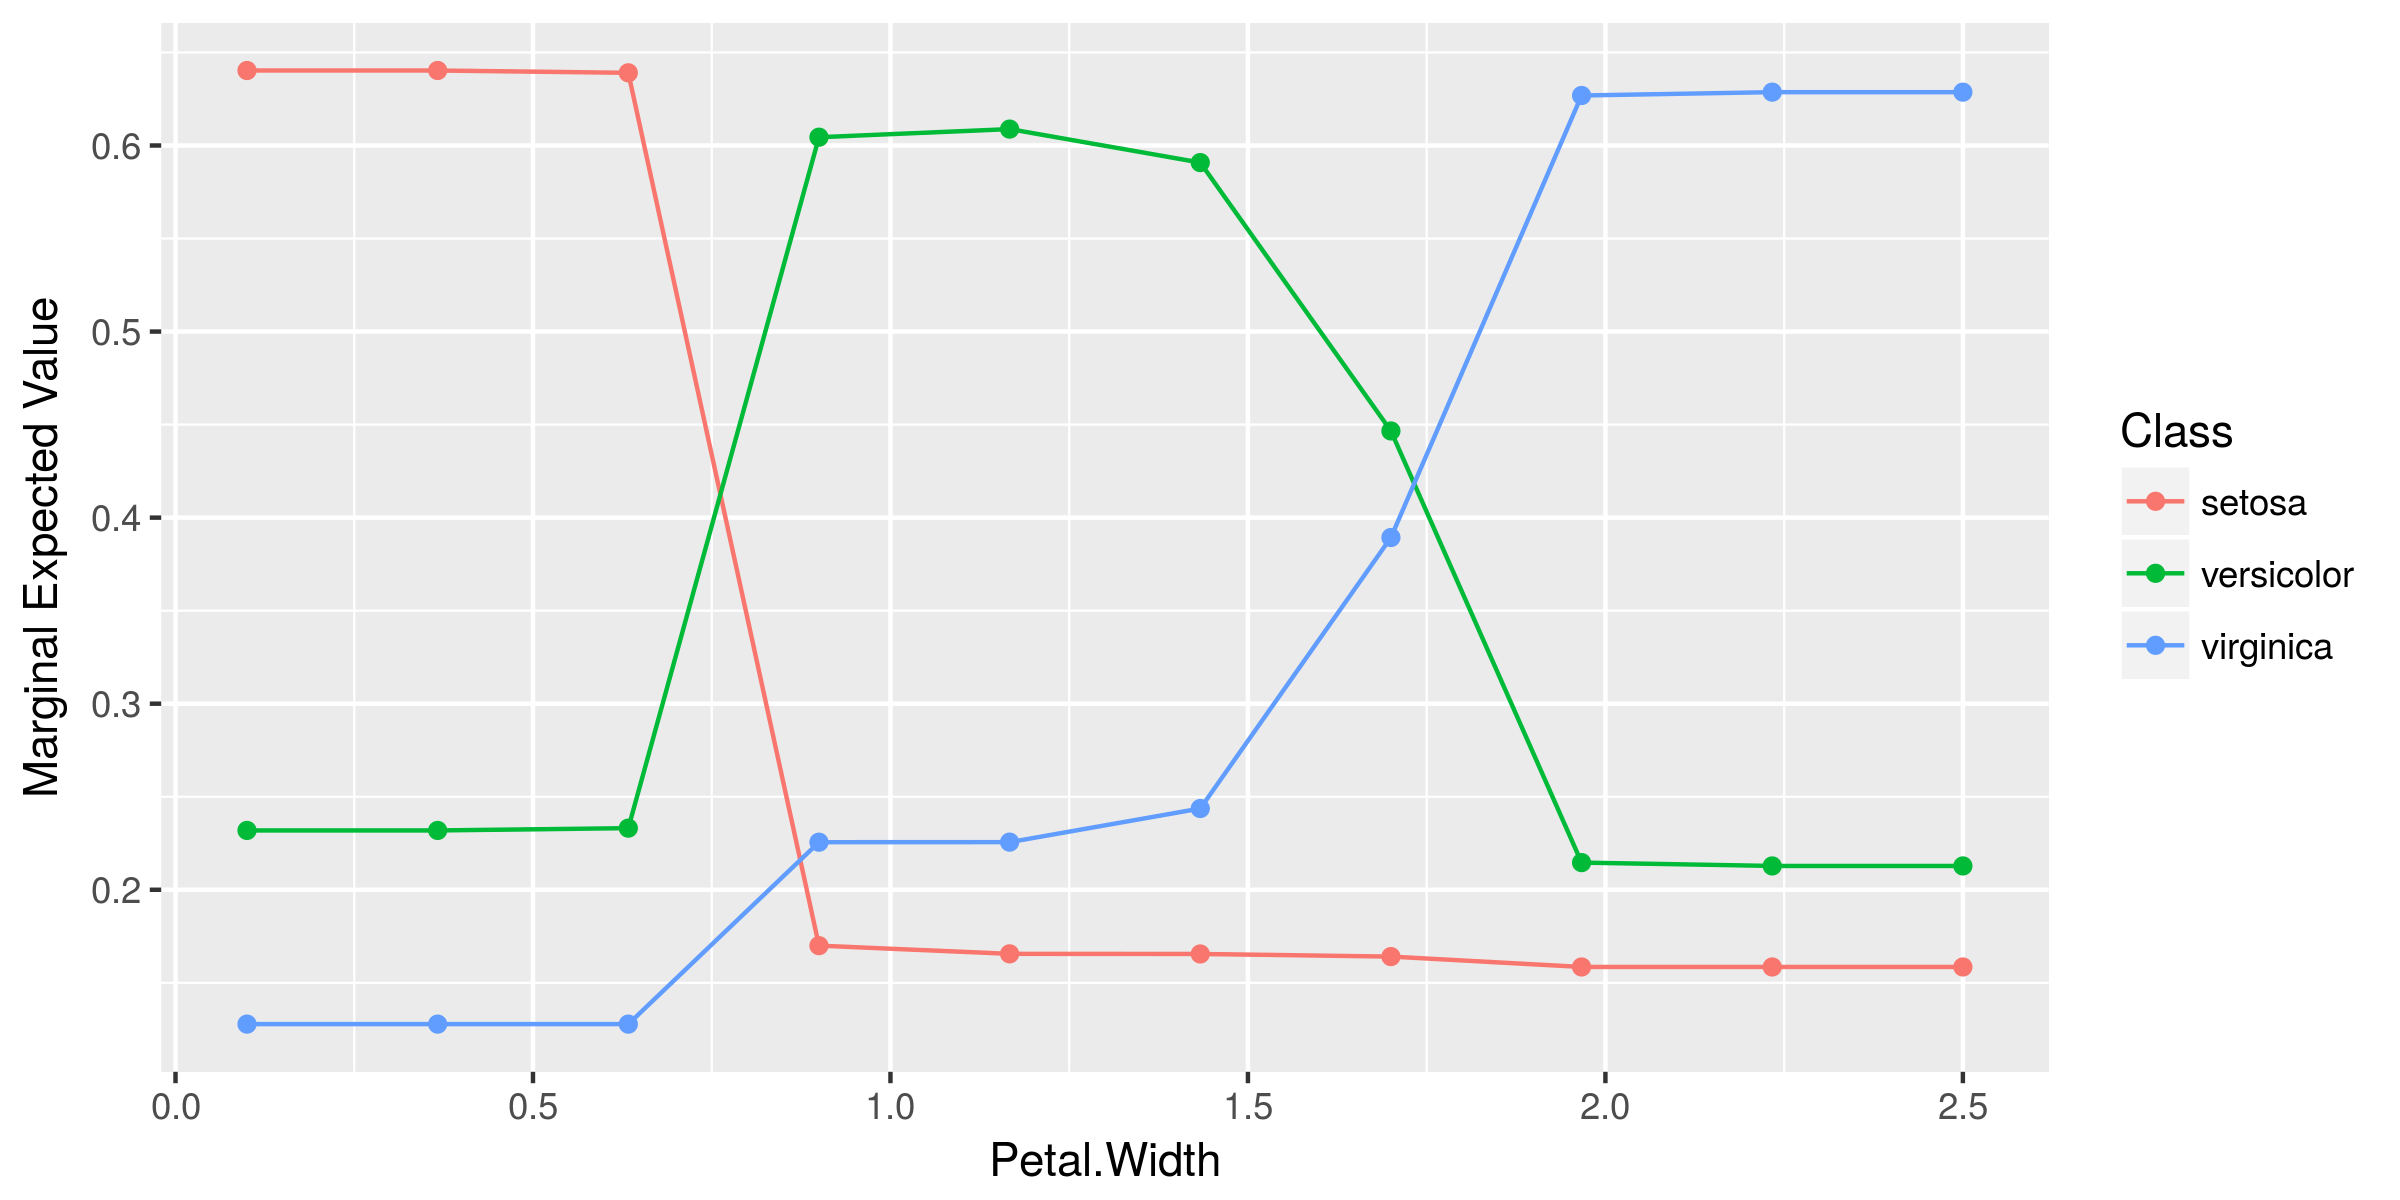 Marginal Expected Value
0.6
0.5
0.4
0.3
0.2
0.0 0.5 1.0 1.5 2.0 2.5
Petal.Width
Class
setosa
versicolor
virginica